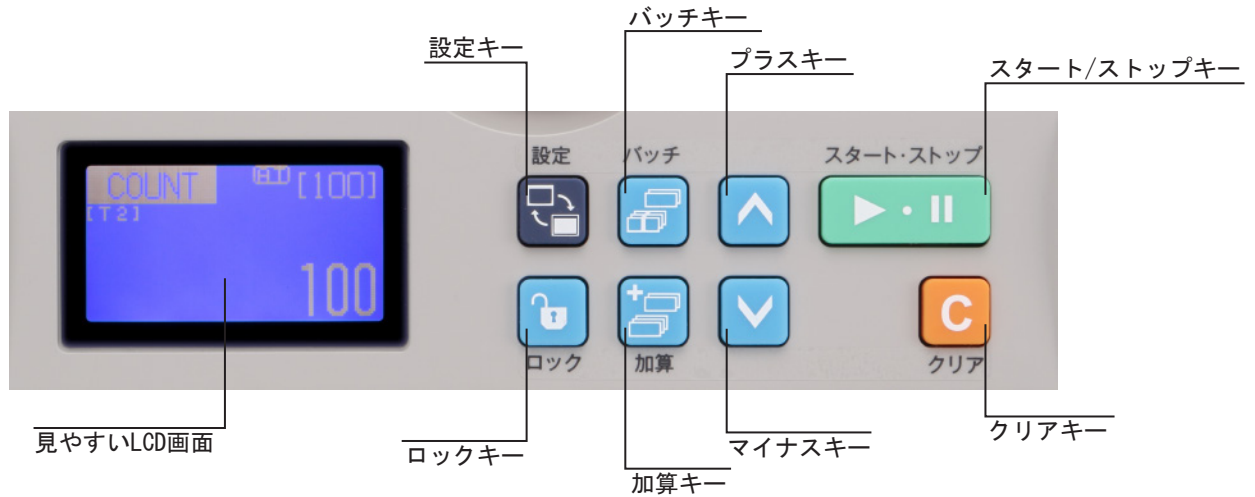 バッチキー
設定キー
プラスキー
スタート/ストップキー
設定
バッチ
スタート・ストップ
COUNT
AI
[100]
[T2]
100
C
ロック
加算
クリア
見やすいLCD画面
ロックキー
加算キー
マイナスキー
クリアキー